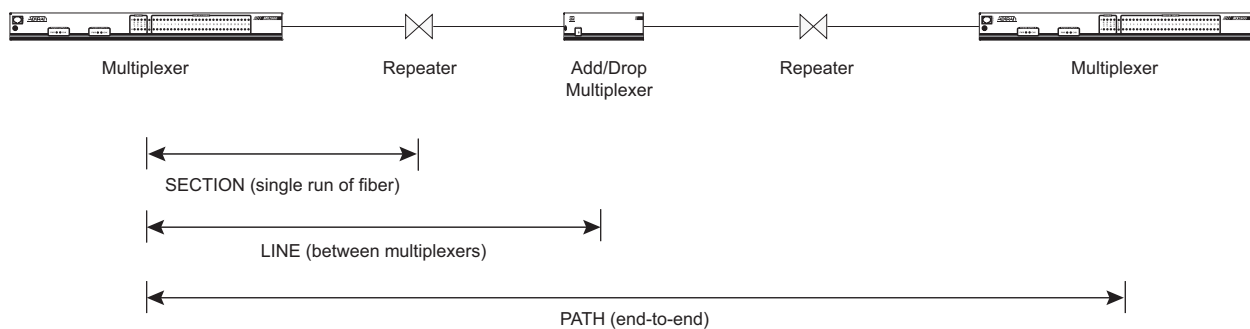 Multiplexer
Repeater
Add/Drop
Multiplexer
Repeater
Multiplexer
SECTION (single run of fiber)
LINE (between multiplexers)
PATH (end-to-end)